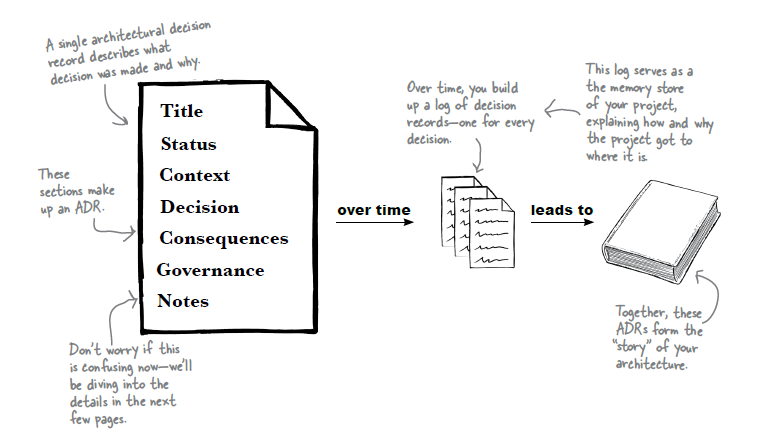 A single architectural decision
record describes what
decision was made and why.
Title
Status
Context
Decision
Consequences
Governance
Notes
These
sections make
up an ADR.
Don't worry if this
is confusing now—we'll
be diving into the
details in the next
few pages.
over time
Over time, you build
up a log of decision
records—one for every
decision.
This log serves as a
the memory store
of your project,
explaining how and why
the project got to
where it is.
leads to
Together, these
ADRs form the
"story" of your
architecture.